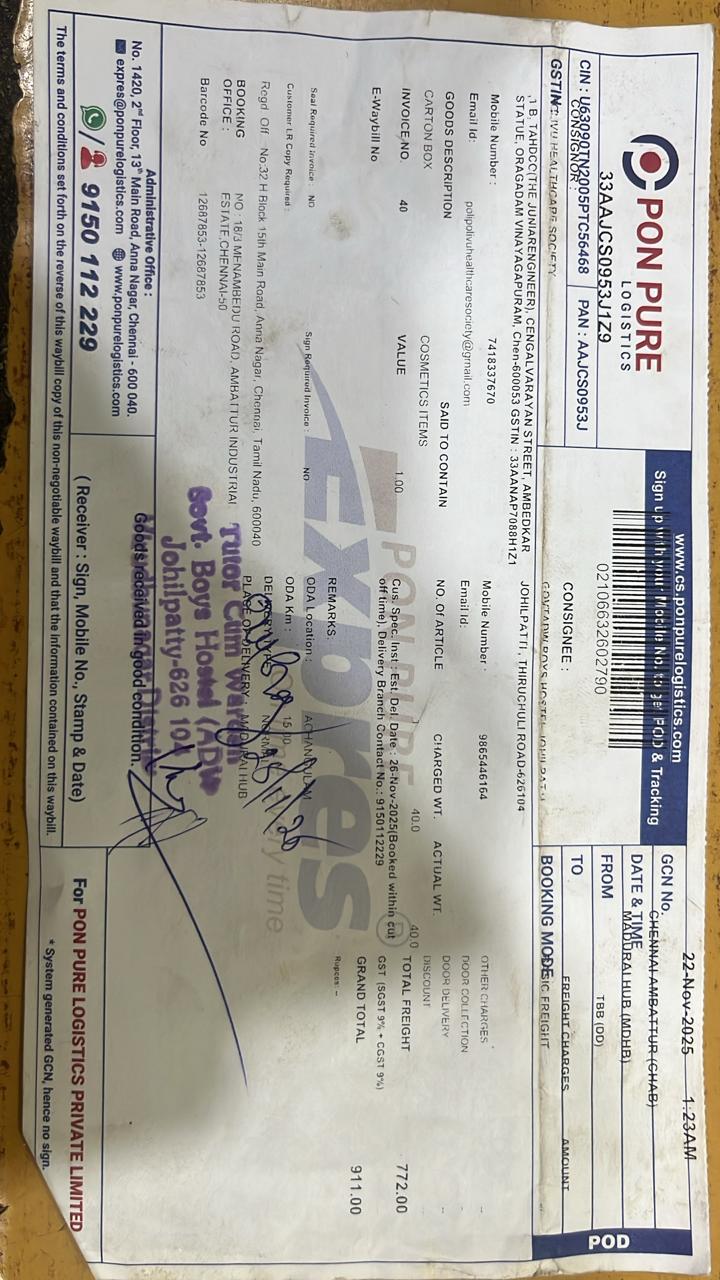 PON PURE
LOGISTICS
33AAJCS0953J1Z9
CIN : U63090TN2005PTC56468
PAN : AAJCS0953J
GSTIN :
CONSIGNOR :
HEALTHCARE SOCIETY
1 B, TAHDCC(THE JUNIARENGINEER), CENGALVARAYAN STREET, AMBEDKAR
STATUE, ORAGADAM VINAYAGAPURAM, Chen-600053 GSTIN : 33AANAP7088H1Z1
Mobile Number : 7418337670
Email Id: polipolivuhealthcaresociety@gmail.com
GOODS DESCRIPTION
SAID TO CONTAIN
CARTON BOX
COSMETICS ITEMS
INVOICE NO. 40
VALUE 1.00
E-Waybill No
Seal Required Invoice : NO
Sign Required Invoice : NO
Customer LR Copy Required :
Regd. Off No:32 H Block 15th Main Road, Anna Nagar, Chennai, Tamil Nadu, 600040
BOOKING OFFICE :
NO : 18/3 MENAMBEDU ROAD, AMBATTUR INDUSTRIAL
ESTATE,CHENNAI-50
Barcode No 12687853-12687853
www.cs.ponpurelogistics.com
Sign up with your Mobile No. to get POD & Tracking
02106632602790
CONSIGNEE :
JOHILPATTI, THIRUCHULI ROAD-626104
Mobile Number : 9865446164
Email Id:
NO. OF ARTICLE
CHARGED WT.
ACTUAL WT.
1
40.0
40.0
Cus. Spec. Inst : Est. Del. Date : 26-Nov-2025(Booked within cut
off time). Delivery Branch Contact No.: 9150112229
REMARKS:
ODA Location :
ODA Km : 15.00
PLACE OF DELIVERY : MADURAI HUB
PON PURE
Expres
®
Tutor Cum
Govt. Boys Hostel (ADW
Johilpatty-626 10
Goods received in good condition.
GCN No.
22-Nov-2025 1:23AM
DATE & TIME
CHENNAI AMBATTUR (CHAB)
FROM
MADURAI HUB (MDHB)
TO
TBB (DD)
BOOKING MODE
FREIGHT CHARGES
AMOUNT
BASIC FREIGHT
OTHER CHARGES --
DOOR COLLECTION --
DOOR DELIVERY --
DISCOUNT --
TOTAL FREIGHT 772.00
GST (SGST 9% + CGST 9%)
GRAND TOTAL 911.00
Rupees: --
POD
Administrative Office :
No. 1420, 2nd Floor, 13th Main Road, Anna Nagar, Chennai - 600 040.
expres@ponpurelogistics.com www.ponpurelogistics.com
/ 9150 112 229
( Receiver : Sign, Mobile No., Stamp & Date)
For PON PURE LOGISTICS PRIVATE LIMITED
The terms and conditions set forth on the reverse of this waybill copy of this non-negotiable waybill and that the information contained on this waybill.
* System generated GCN, hence no sign.